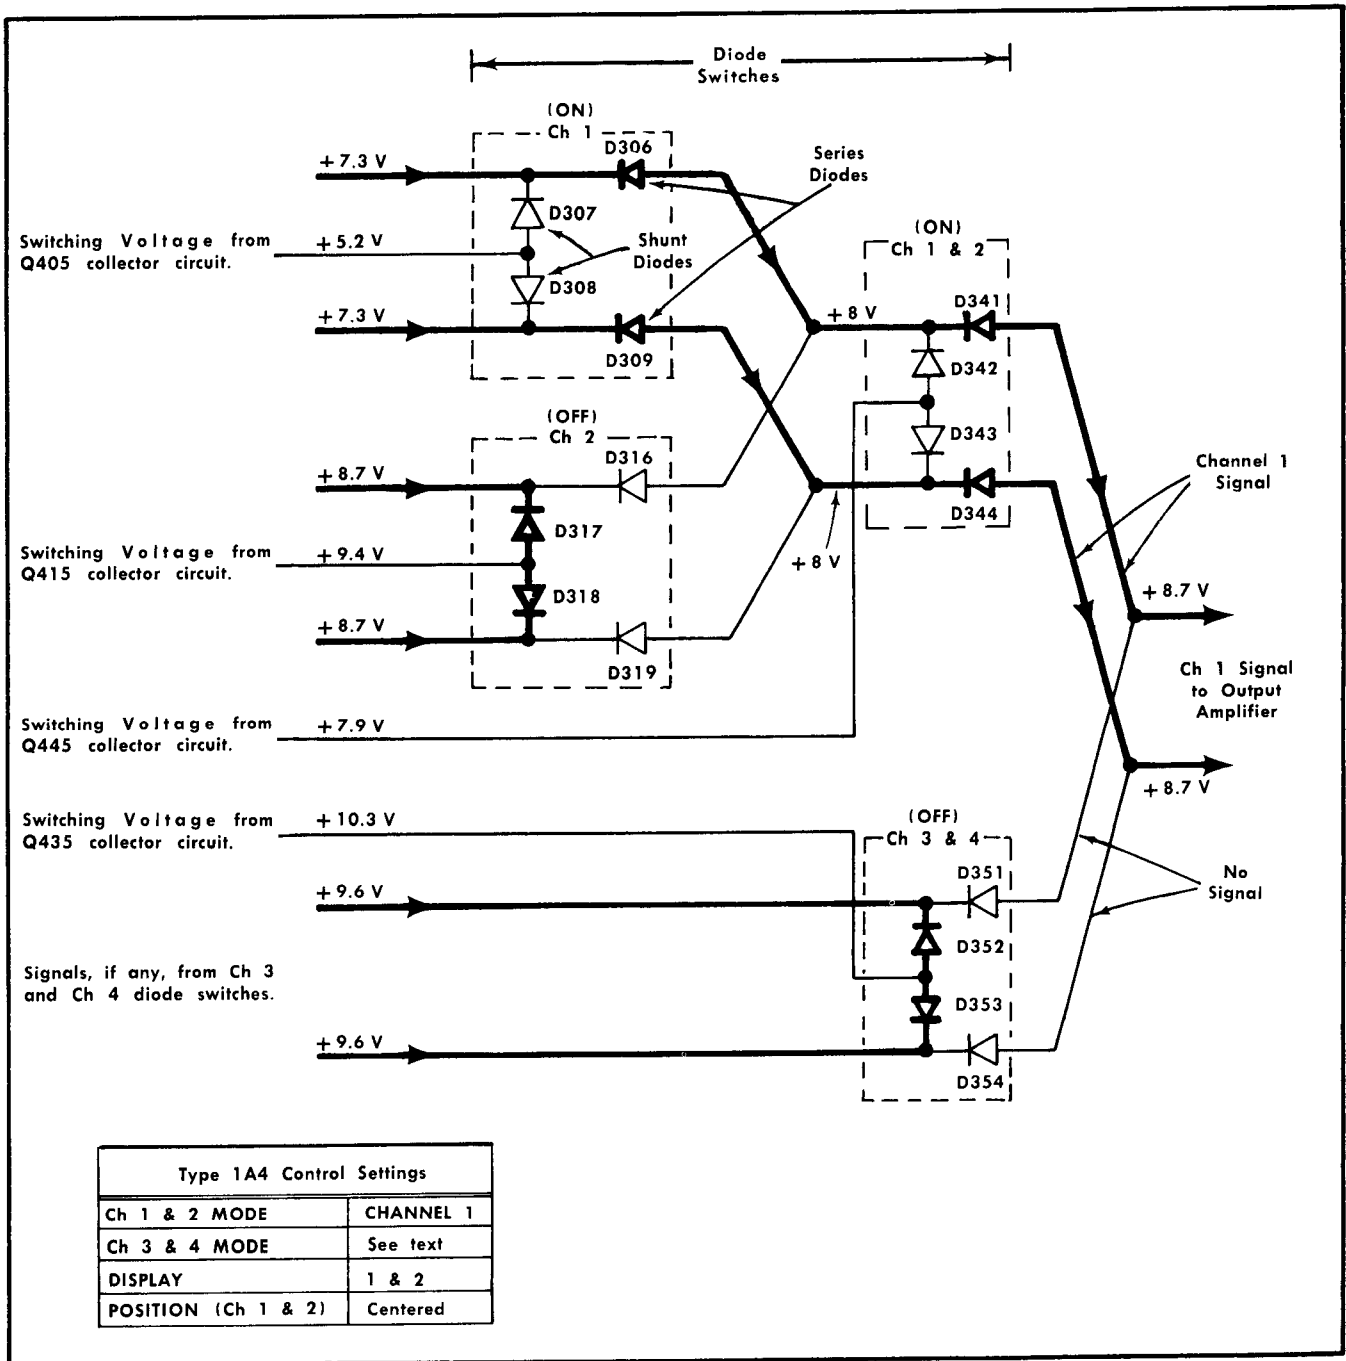 Diode
Switches
(ON)
Ch 1
D306
+7.3 V
Series
Diodes
D307
Switching Voltage from
Q405 collector circuit.
+5.2 V
Shunt
Diodes
D308
+7.3 V
D309
(ON)
Ch 1 & 2
D341
+8 V
D342
D343
D344
+8 V
(OFF)
Ch 2
D316
+8.7 V
D317
Switching Voltage from
Q415 collector circuit.
+9.4 V
D318
+8.7 V
D319
Channel 1
Signal
+8.7 V
Ch 1 Signal
to Output
Amplifier
+8.7 V
Switching Voltage from
Q445 collector circuit.
+7.9 V
Switching Voltage from
Q435 collector circuit.
+10.3 V
(OFF)
Ch 3 & 4
D351
+9.6 V
D352
No
Signal
Signals, if any, from Ch 3
and Ch 4 diode switches.
D353
+9.6 V
D354
Type 1A4 Control Settings
Ch 1 & 2 MODE CHANNEL 1
Ch 3 & 4 MODE See text
DISPLAY 1 & 2
POSITION (Ch 1 & 2) Centered